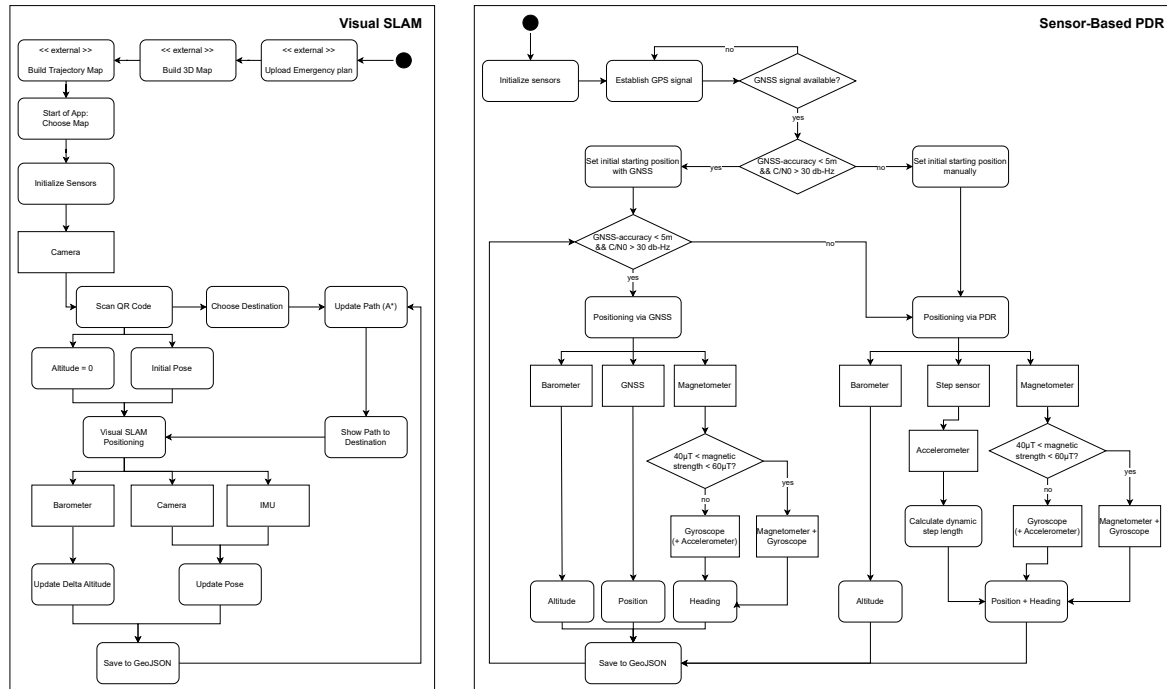 Visual SLAM
<< external >>
Build Trajectory Map
<< external >>
Build 3D Map
<< external >>
Upload Emergency plan
Start of App:
Choose Map
Initialize Sensors
Camera
Scan QR Code
Choose Destination
Update Path (A*)
Altitude = 0
Initial Pose
Visual SLAM
Positioning
Show Path to
Destination
Barometer
Camera
IMU
Update Delta Altitude
Update Pose
Save to GeoJSON
Sensor-Based PDR
no
Initialize sensors
Establish GPS signal
GNSS signal available?
yes
Set initial starting position
with GNSS
yes
GNSS-accuracy < 5m
&& C/N0 > 30 db-Hz
no
Set initial starting position
manually
GNSS-accuracy < 5m
&& C/N0 > 30 db-Hz
no
yes
Positioning via GNSS
Positioning via PDR
Barometer
GNSS
Magnetometer
Barometer
Step sensor
Magnetometer
40µT < magnetic
strength < 60µT?
no
yes
Accelerometer
40µT < magnetic
strength < 60µT?
no
yes
Gyroscope
(+ Accelerometer)
Magnetometer +
Gyroscope
Calculate dynamic
step length
Gyroscope
(+ Accelerometer)
Magnetometer +
Gyroscope
Altitude
Position
Heading
Altitude
Position + Heading
Save to GeoJSON